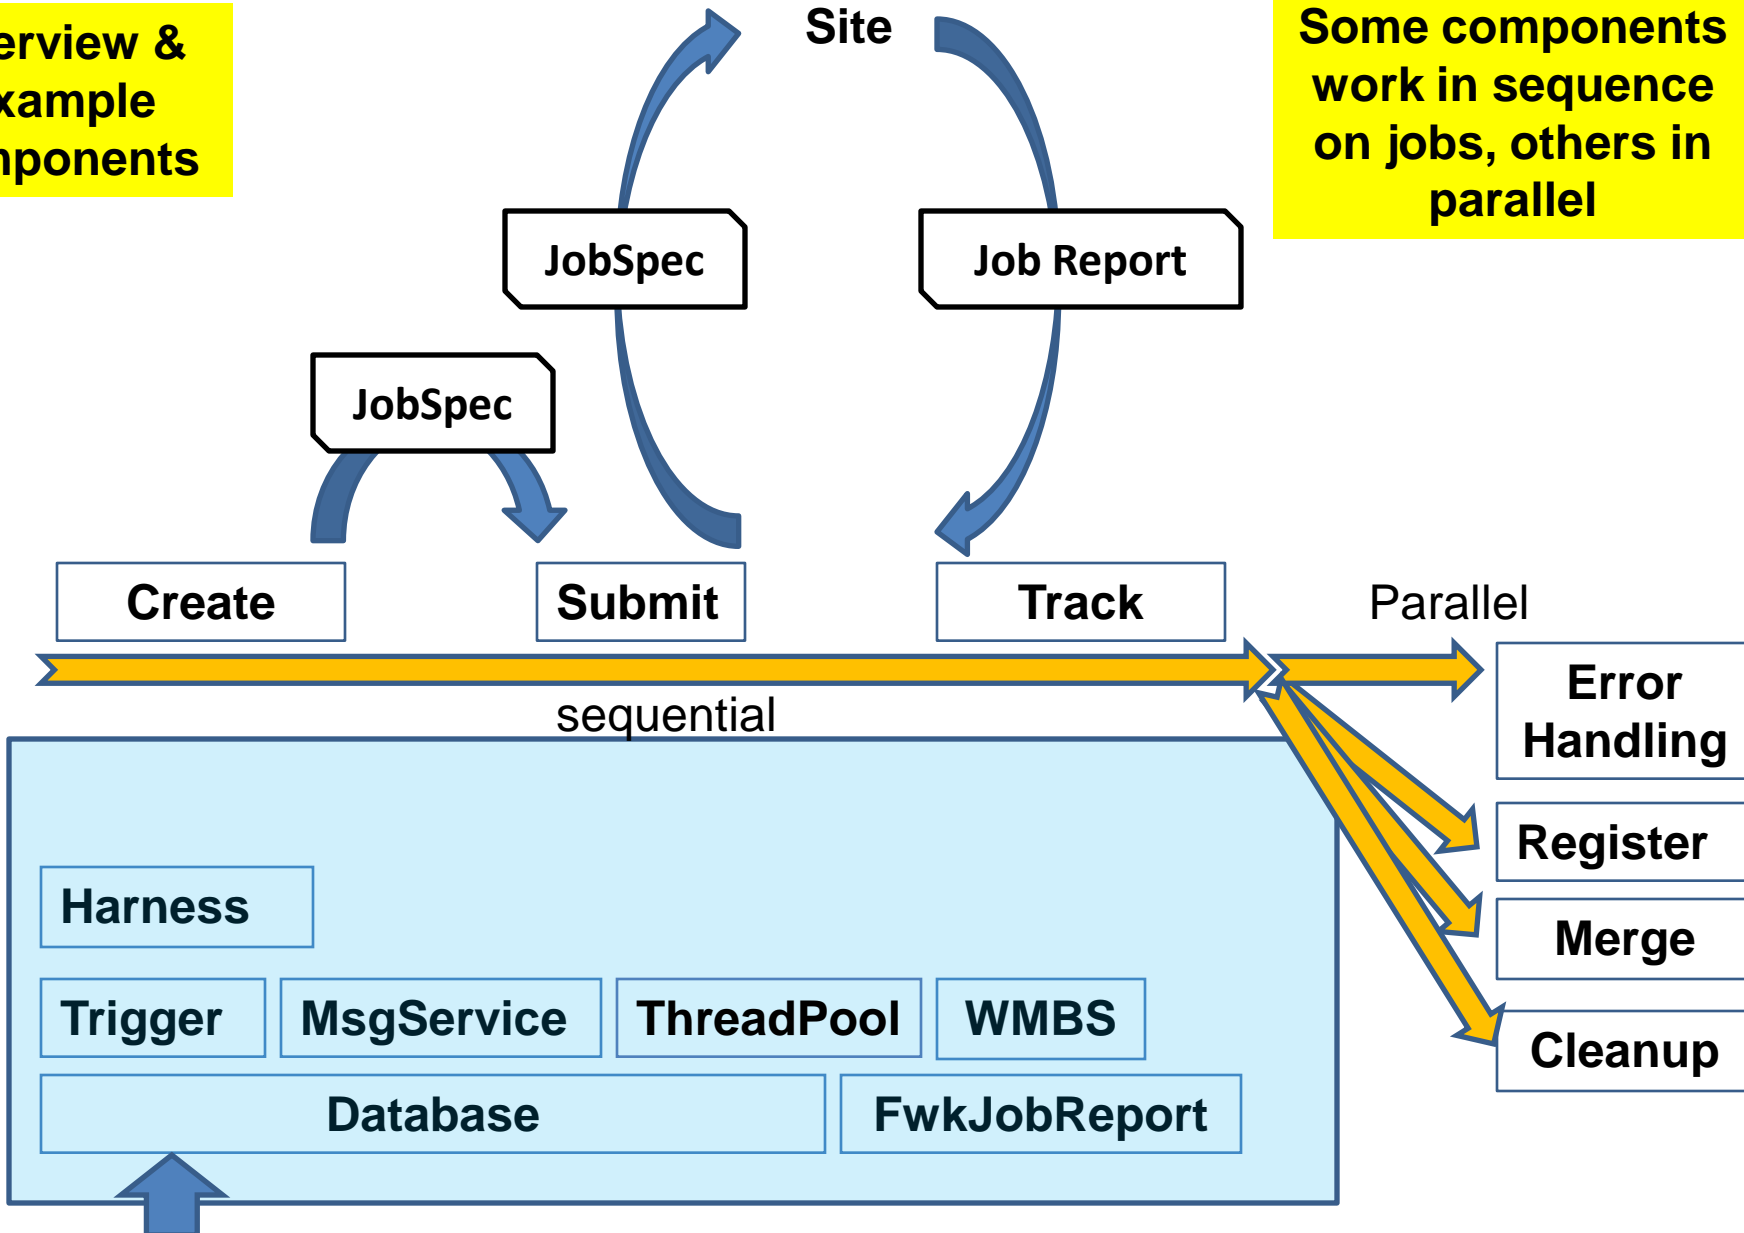 erview &
xample
mponents
Site
Some components
work in sequence
on jobs, others in
parallel
JobSpec
Job Report
JobSpec
Create
Submit
Track
Parallel
sequential
Error
Handling
Register
Merge
Cleanup
Harness
Trigger
MsgService
ThreadPool
WMBS
Database
FwkJobReport